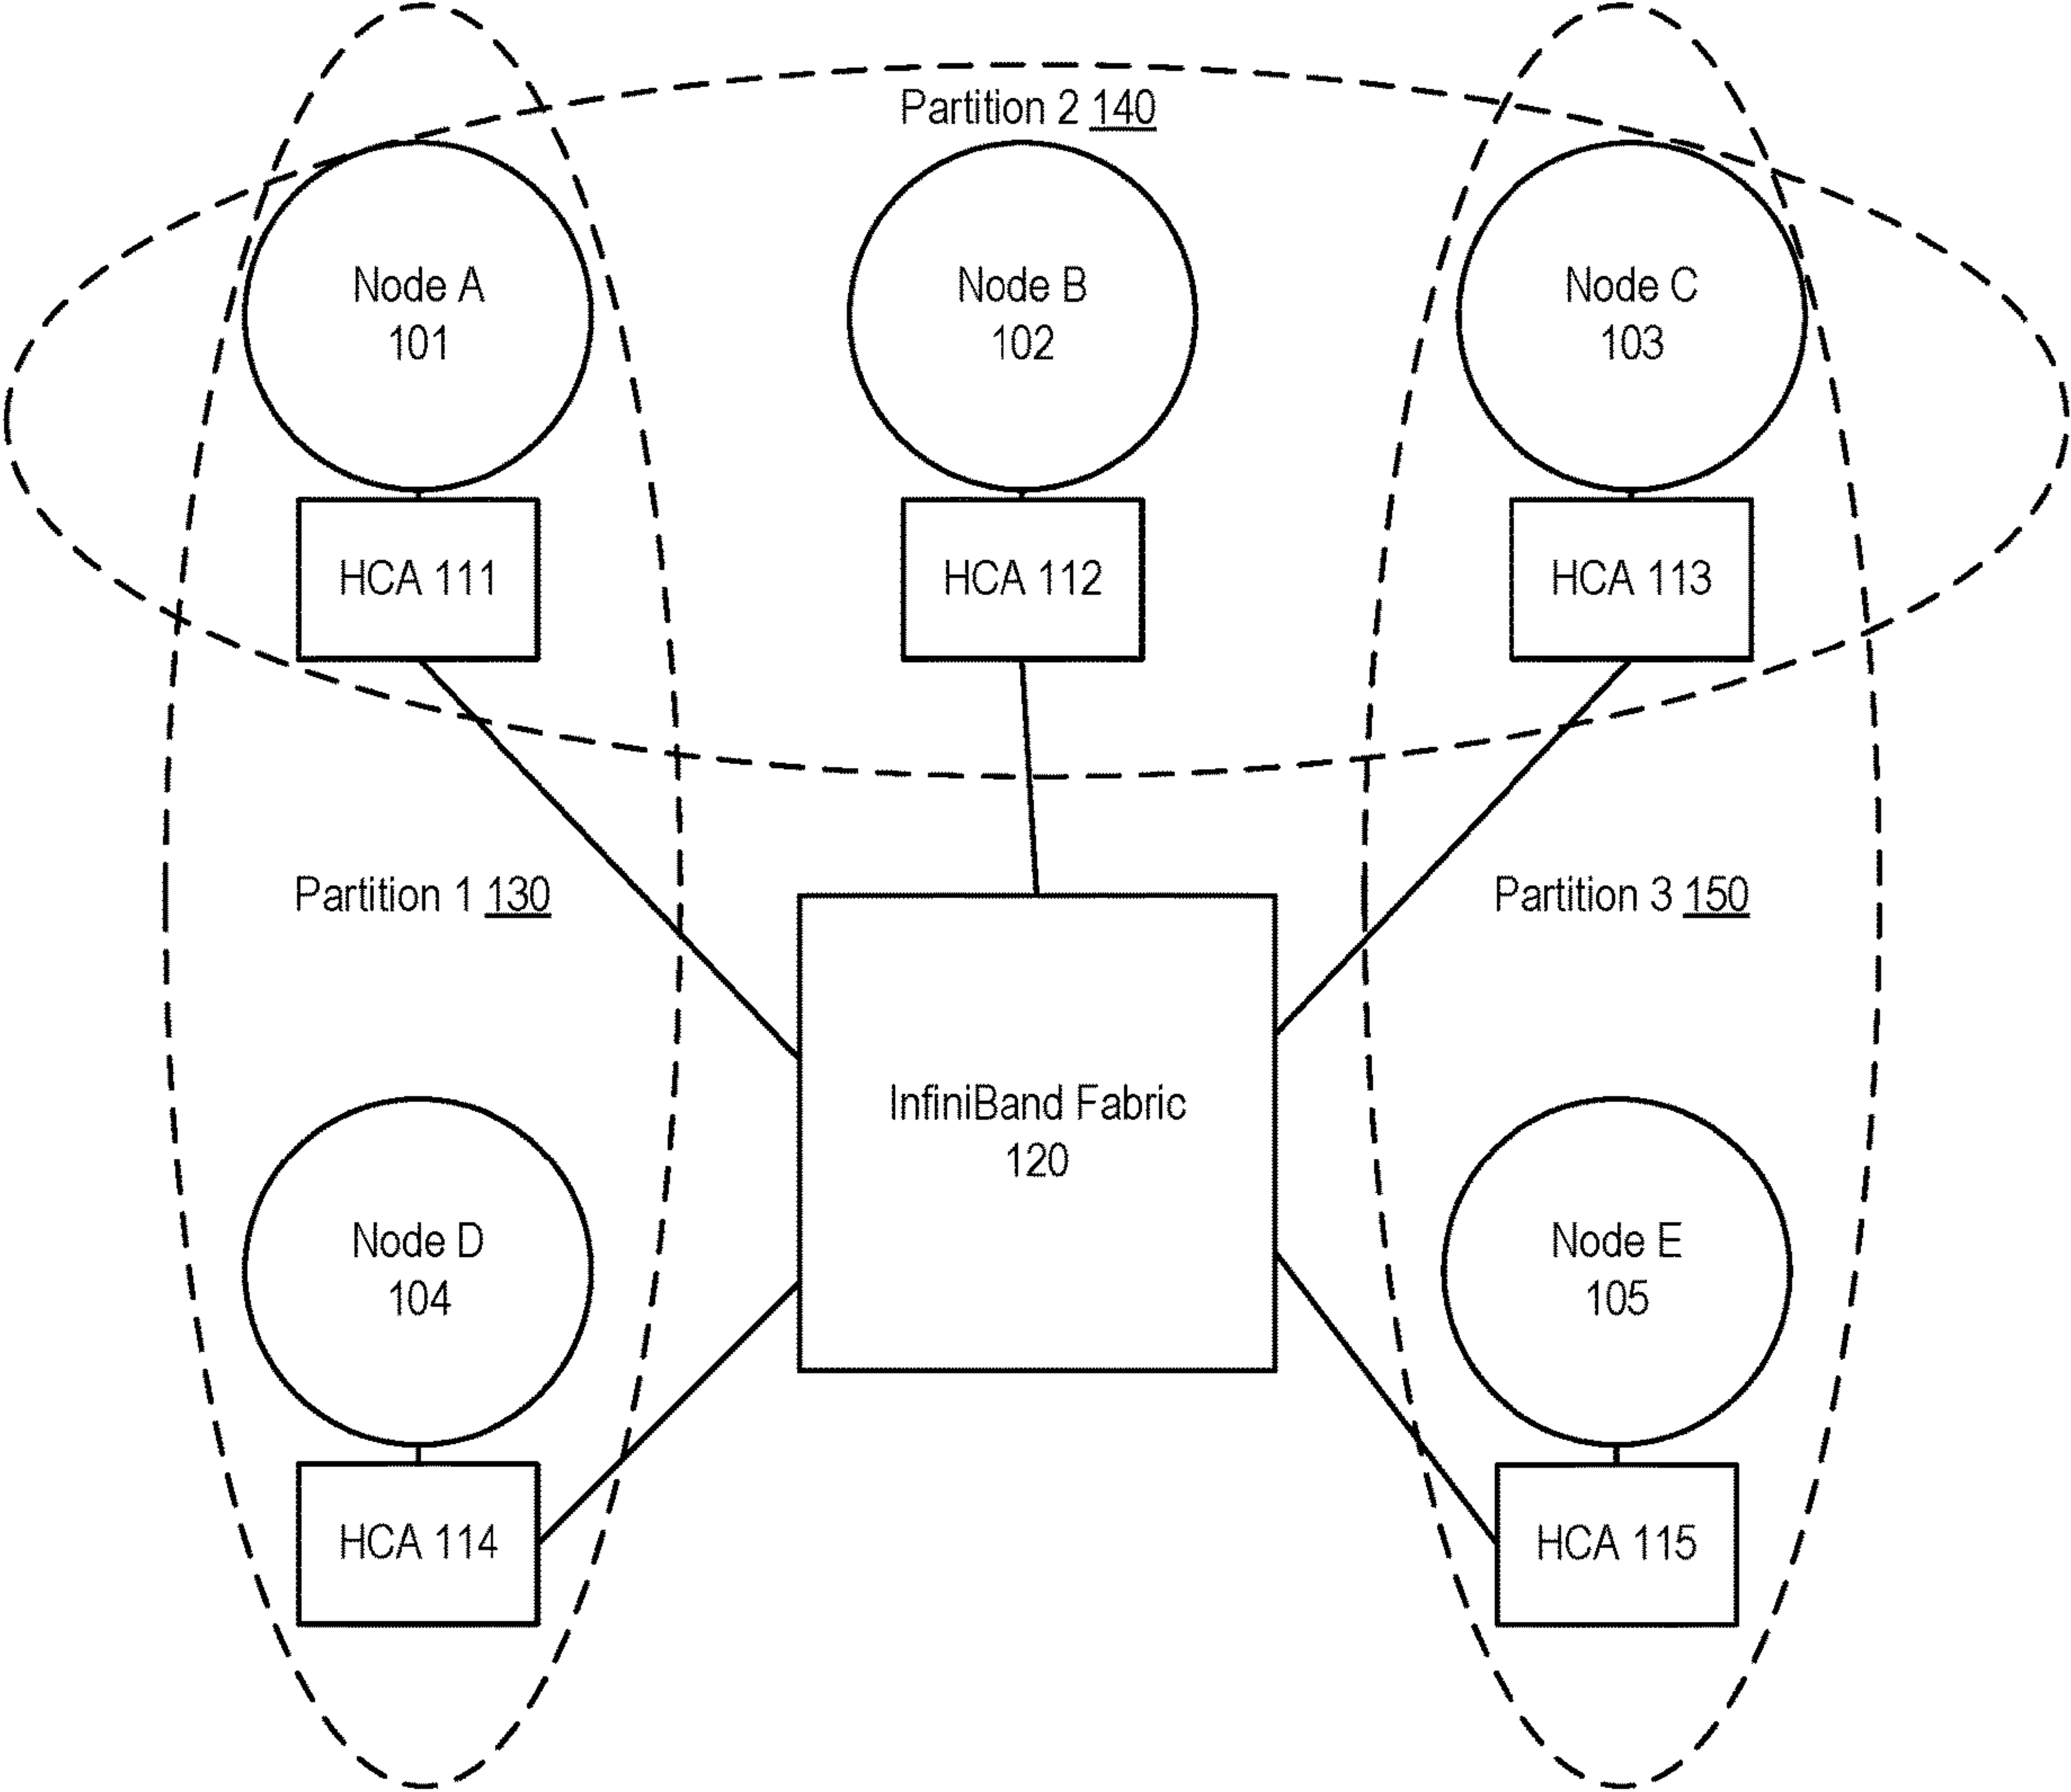 Partition 2 140
Node A
101
Node B
102
Node C
103
HCA 111
HCA 112
HCA 113
Partition 1 130
Partition 3 150
InfiniBand Fabric
120
Node D
104
Node E
105
HCA 114
HCA 115